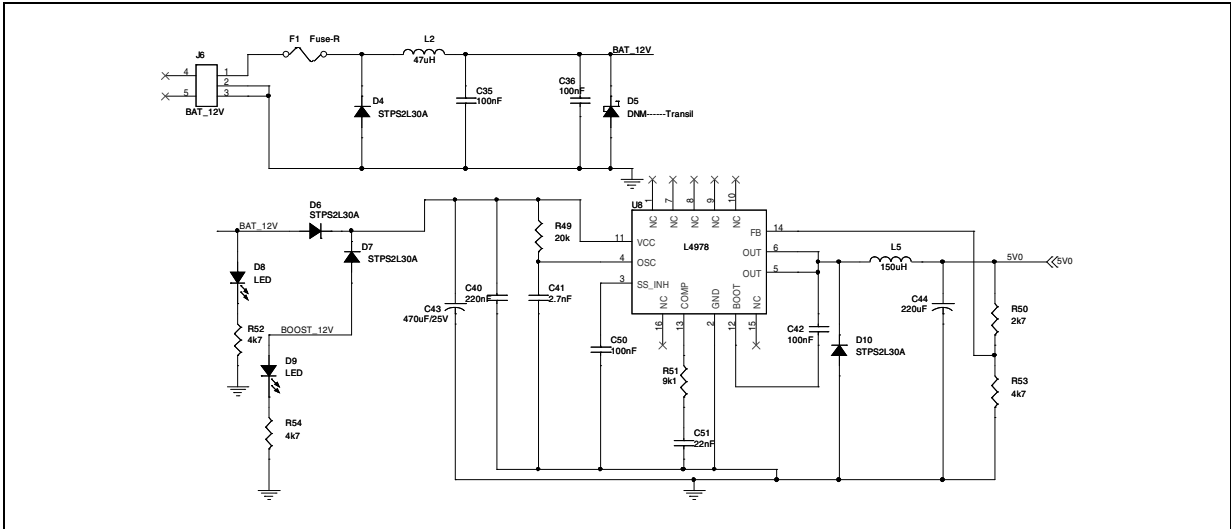 F1 Fuse-R
L2
47uH
J6
4
5
1
2
3
BAT_12V
BAT_12V
D4
STPS2L30A
C35
100nF
C36
100nF
D5
DNM------Transil
BAT_12V
D6
STPS2L30A
D7
STPS2L30A
D8
LED
R52
4k7
BOOST_12V
D9
LED
R54
4k7
C43
470uF/25V
C40
220nF
R49
20k
C41
2.7nF
C50
100nF
U8
L4978
1
7
8
9
10
NC
NC
NC
NC
NC
11
VCC
4
OSC
3
SS_INH
FB
14
OUT
6
OUT
5
NC
COMP
GND
BOOT
NC
16
13
2
12
15
R51
9k1
C51
22nF
C42
100nF
D10
STPS2L30A
L5
150uH
C44
220uF
5V0
5V0
R50
2k7
R53
4k7